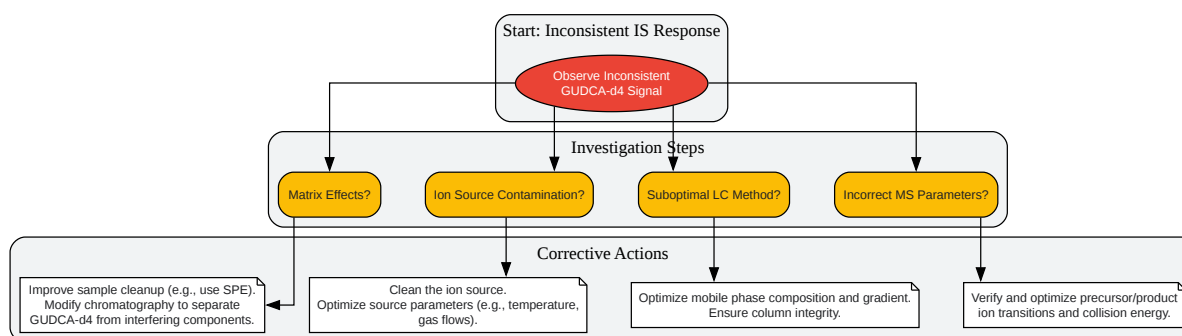 Start: Inconsistent IS Response
Observe Inconsistent
GUDCA-d4 Signal
Investigation Steps
Matrix Effects?
Ion Source Contamination?
Suboptimal LC Method?
Incorrect MS Parameters?
Corrective Actions
Improve sample cleanup (e.g., use SPE).
Modify chromatography to separate
GUDCA-d4 from interfering components.
Clean the ion source.
Optimize source parameters (e.g., temperature,
gas flows).
Optimize mobile phase composition and gradient.
Ensure column integrity.
Verify and optimize precursor/product
ion transitions and collision energy.